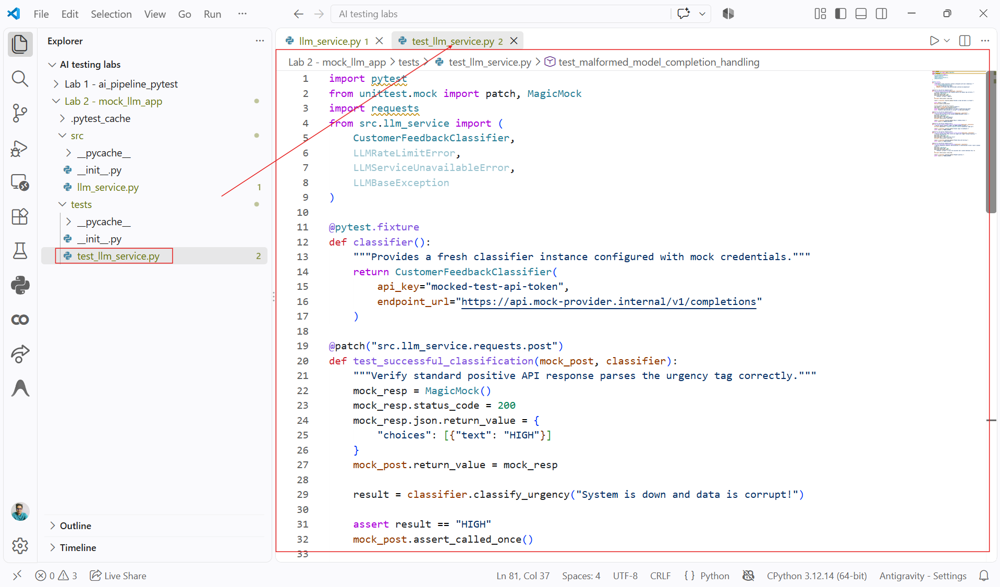 File Edit Selection View Go Run ··· AI testing labs
Explorer ···
AI testing labs
Lab 1 - ai_pipeline_pytest
Lab 2 - mock_llm_app
.pytest_cache
src
__pycache__
__init__.py
llm_service.py 1
tests
__pycache__
__init__.py
test_llm_service.py 2
Outline
Timeline
llm_service.py 1 test_llm_service.py 2
Lab 2 - mock_llm_app > tests > test_llm_service.py > test_malformed_model_completion_handling
1 import pytest
2 from unittest.mock import patch, MagicMock
3 import requests
4 from src.llm_service import (
5     CustomerFeedbackClassifier,
6     LLMRateLimitError,
7     LLMServiceUnavailableError,
8     LLMBaseException
9 )
10
11 @pytest.fixture
12 def classifier():
13     """Provides a fresh classifier instance configured with mock credentials."""
14     return CustomerFeedbackClassifier(
15         api_key="mocked-test-api-token",
16         endpoint_url="https://api.mock-provider.internal/v1/completions"
17     )
18
19 @patch("src.llm_service.requests.post")
20 def test_successful_classification(mock_post, classifier):
21     """Verify standard positive API response parses the urgency tag correctly."""
22     mock_resp = MagicMock()
23     mock_resp.status_code = 200
24     mock_resp.json.return_value = {
25         "choices": [{"text": "HIGH"}]
26     }
27     mock_post.return_value = mock_resp
28
29     result = classifier.classify_urgency("System is down and data is corrupt!")
30
31     assert result == "HIGH"
32     mock_post.assert_called_once()
33
0 3 Live Share Ln 81, Col 37 Spaces: 4 UTF-8 CRLF { } Python CPython 3.12.14 (64-bit) Antigravity - Settings